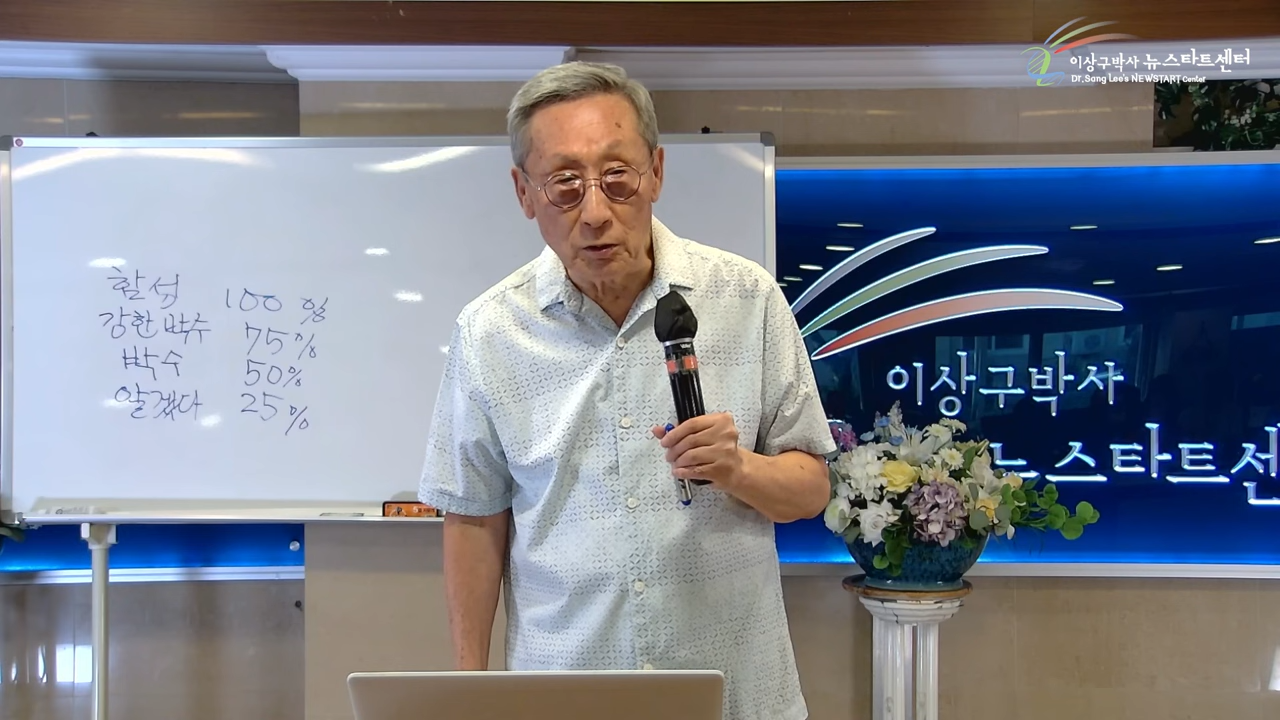 이상구박사 뉴스타트센터
Dr. Sang Lee's NEWSTART Center
함성 100 %
강한 박수 75%
박수 50%
알겠다 25%
이상구박사
뉴스타트센